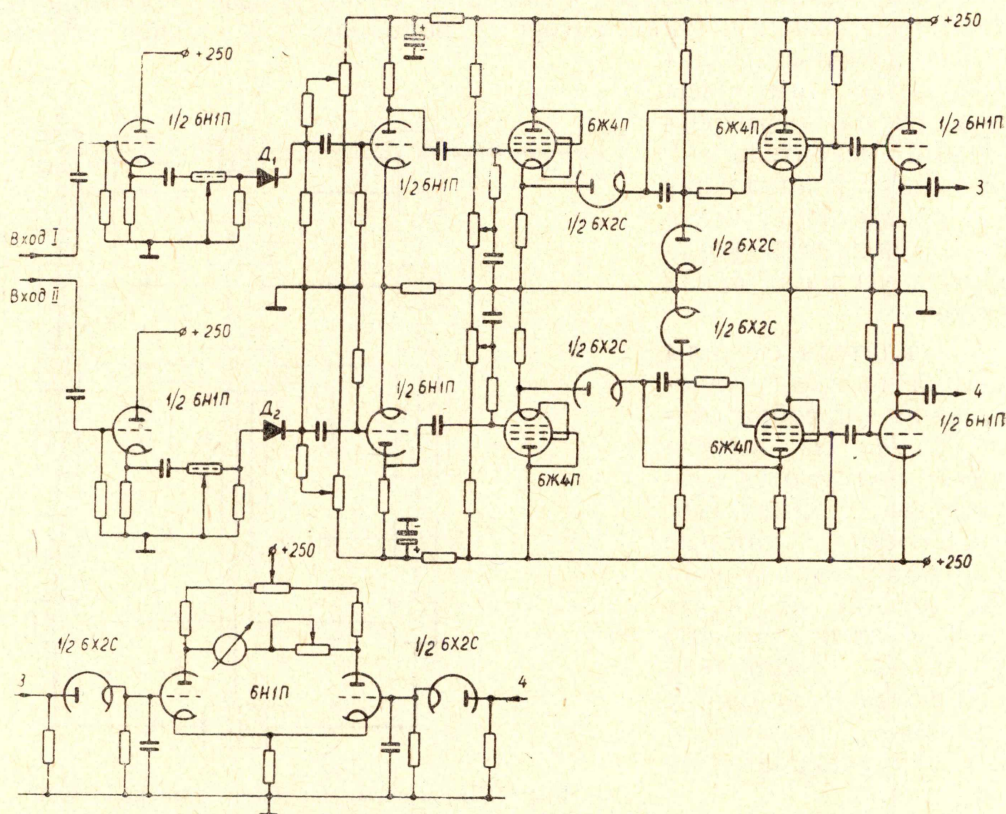 +250
+250
1/2 6Н1П
6Ж4П
6Ж4П
1/2 6Н1П
Д1
1/2 6Н1П
3
1/2 6Х2С
Вход I
1/2 6Х2С
Вход II
+250
1/2 6Х2С
1/2 6Х2С
1/2 6Н1П
1/2 6Н1П
Д2
4
1/2 6Н1П
6Ж4П
6Ж4П
+250
+250
1/2 6Х2С
1/2 6Х2С
3
6Н1П
4